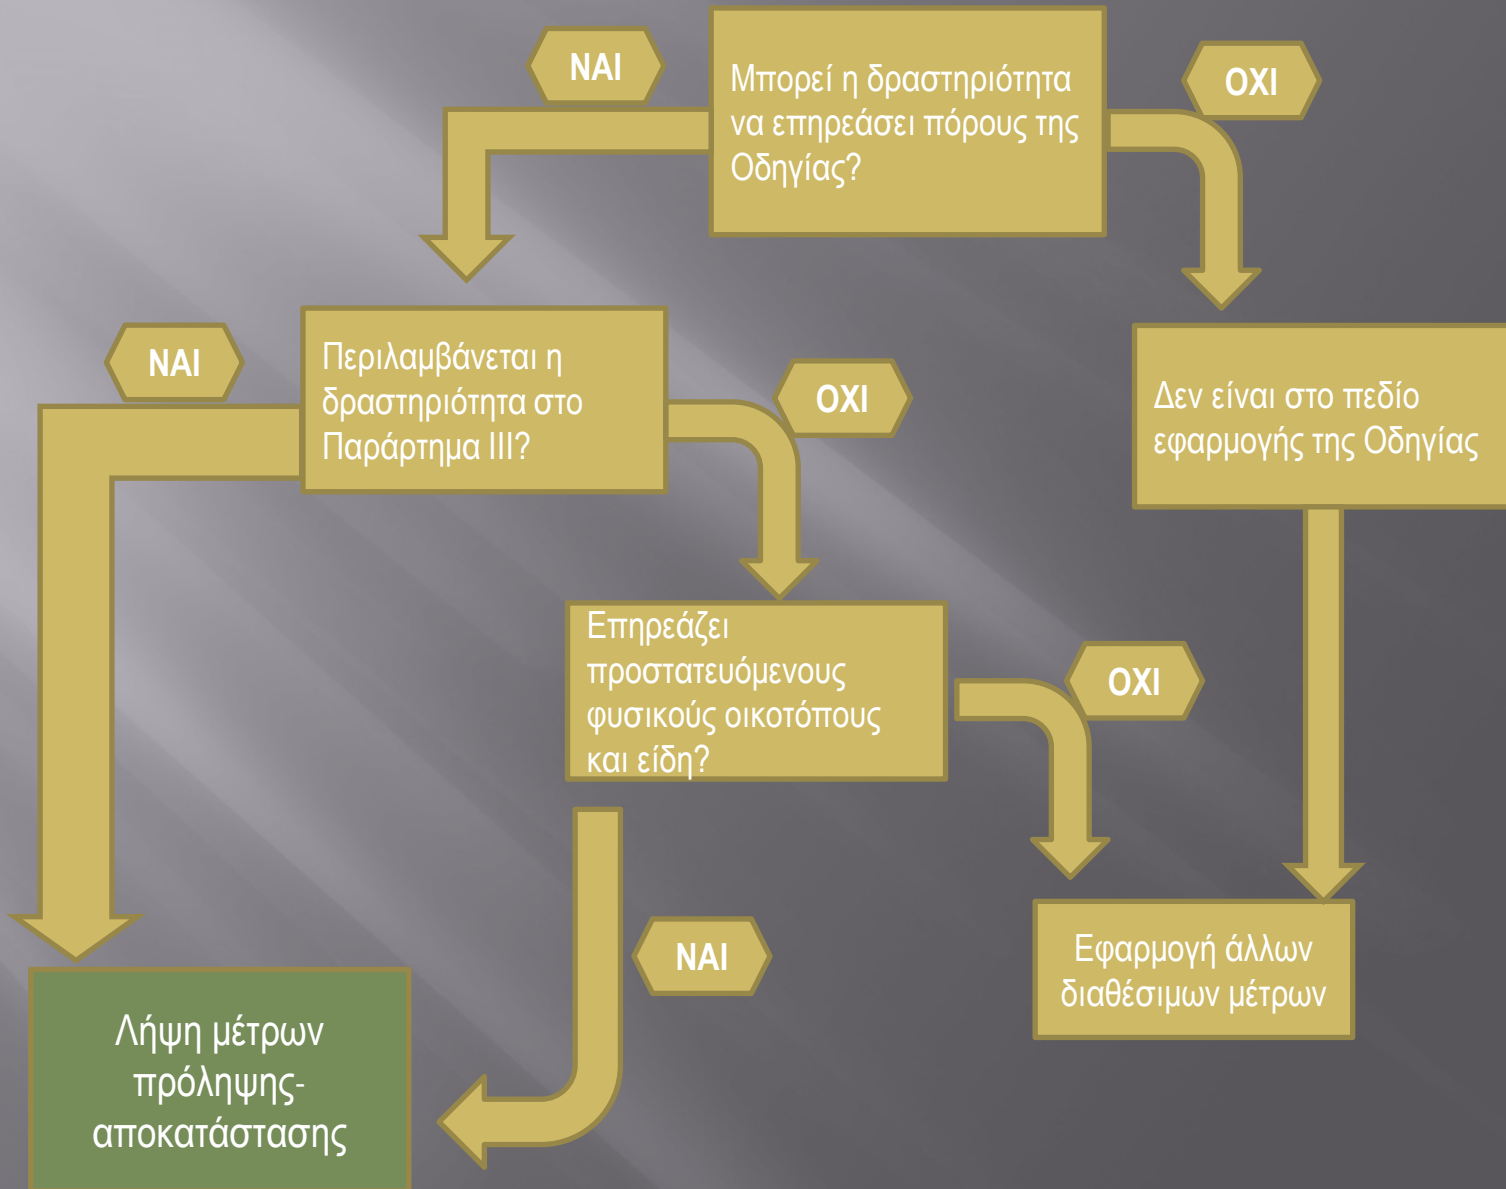 ΝΑΙ
Μπορεί η δραστηριότητα
να επηρεάσει πόρους της
Οδηγίας?
ΟΧΙ
ΝΑΙ
Περιλαμβάνεται η
δραστηριότητα στο
Παράρτημα ΙΙΙ?
ΟΧΙ
Δεν είναι στο πεδίο
εφαρμογής της Οδηγίας
Επηρεάζει
προστατευόμενους
φυσικούς οικοτόπους
και είδη?
ΟΧΙ
ΝΑΙ
Εφαρμογή άλλων
διαθέσιμων μέτρων
Λήψη μέτρων
πρόληψης-
αποκατάστασης